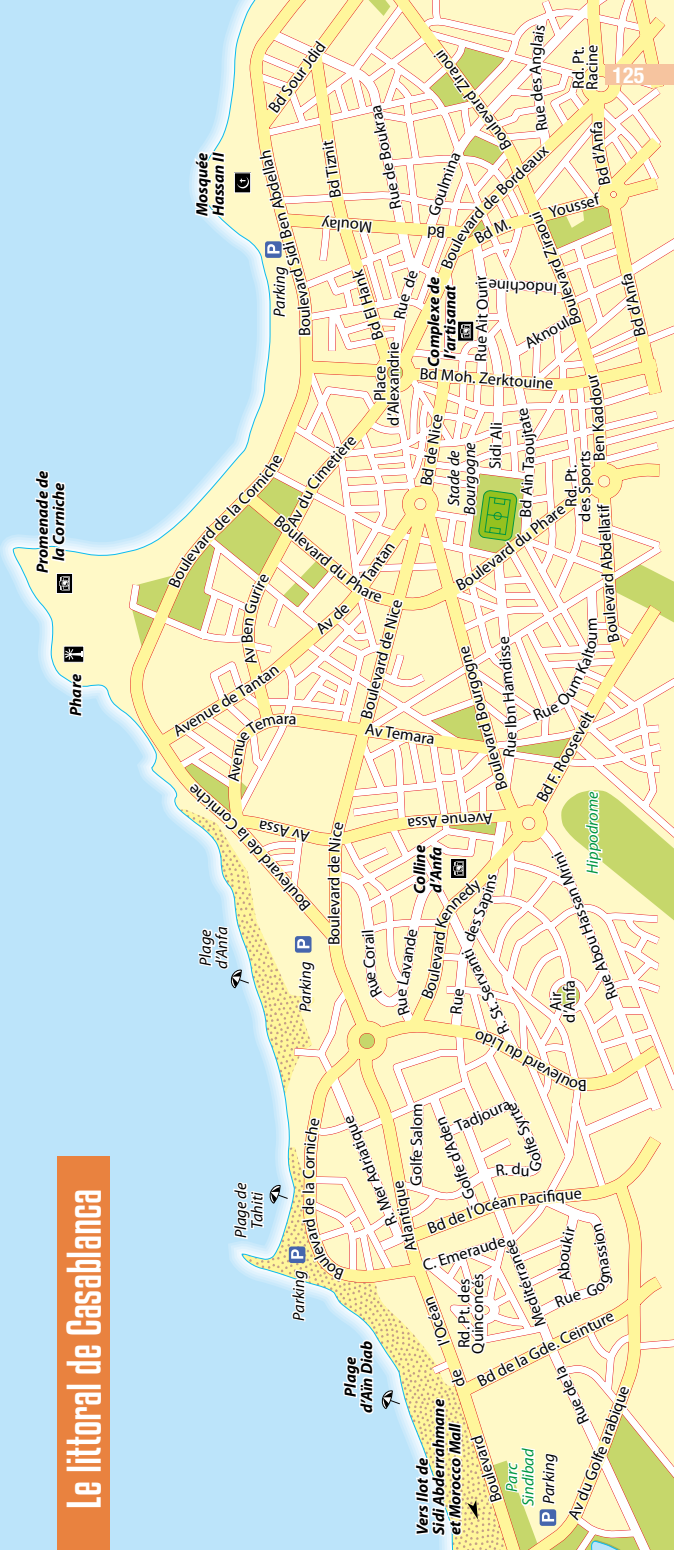 Le littoral de Casablanca
125
Mosquée
Hassan II
Parking
Promenade de
la Corniche
Phare
Plage
d'Anfa
Parking
Plage de
Tahiti
Parking
Plage
d'Aïn Diab
Vers Ilot de
Sidi Abderrahmane
et Morocco Mall
Parc
Sindibad
Parking
Hippodrome
Colline
d'Anfa
Complexe de
l'artisanat
Stade de
Bourgogne
Place
d'Alexandrie
Bd Sour Jdid
Boulevard Sidi Ben Abdellah
Bd Tiznit
Rue de Boukraa
Goulmina
Rue de
Boulevard Ziraoui
Rue des Anglais
Rd. Pt.
Racine
Bd d'Anfa
Boulevard de Bordeaux
Bd M. Youssef
Bd Moulay
Bd El Hank
Indochine
Rue Ait Ourir
Aknoul
Boulevard Ziraoui
Bd d'Anfa
Bd Moh. Zerktouine
Bd de Nice
Sidi Ali
Bd Ain Taoujtate
Rd. Pt.
des Sports
Ben Kaddour
Boulevard Abdellatif
Boulevard du Phare
Boulevard de la Corniche
Av du Cimetière
Boulevard du Phare
Av Ben Gurfre
Av de Tantan
Avenue de Tantan
Boulevard de Nice
Boulevard Bourgogne
Rue Ibn Hamdisse
Rue Oum Kaltoum
Bd F. Roosevelt
Avenue Temara
Av Temara
Av Assa
Avenue Assa
Boulevard de la Corniche
Boulevard de Nice
Rue Corail
Rue Lavande
Boulevard Kennedy
Rue des Sapins
R. St. Servant
Air
d'Anfa
Rue Abou Hassan Mrini
Boulevard du Lido
Boulevard de la Corniche
R. Mer Adriatique
Golfe Salom
Golfe d'Aden
Tadjoura
R. du Golfe Syrte
Bd de l'Océan Pacifique
C. Emeraude
Rd. Pt. des
Quinconcés
Aboukir
Rue Gognassion
Bd de la Gde. Ceinture
Rue de la Mediterranée
Boulevard de l'Océan Atlantique
Av du Golfe arabique
P
P
P
P